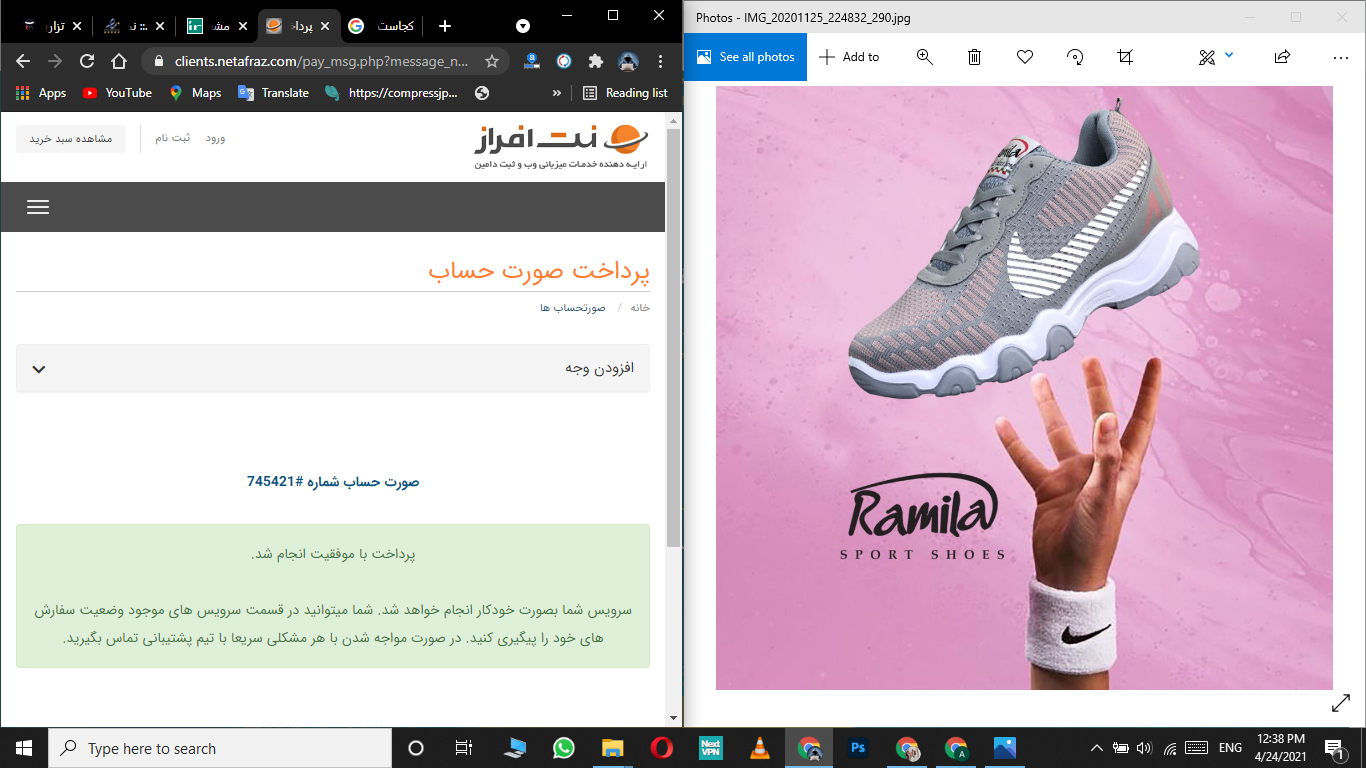 تزار
:: نـ
مشـ
پرداخ
کجاست
clients.netafraz.com/pay_msg.php?message_n...
Apps
YouTube
Maps
Translate
https://compressjp...
»
Reading list
نت افراز
ارایه دهنده خدمات میزبانی وب و ثبت دامین
ورود
ثبت نام
مشاهده سبد خرید
پرداخت صورت حساب
خانه / صورتحساب ها
افزودن وجه
صورت حساب شماره #745421
پرداخت با موفقیت انجام شد.
سرویس شما بصورت خودکار انجام خواهد شد. شما میتوانید در قسمت سرویس های موجود وضعیت سفارش
های خود را پیگیری کنید. در صورت مواجه شدن با هر مشکلی سریعا با تیم پشتیبانی تماس بگیرید.
Photos - IMG_20201125_224832_290.jpg
See all photos
Add to
Ramila
SPORT SHOES
Type here to search
Next
VPN
Ps
A
ENG
12:38 PM
4/24/2021
1